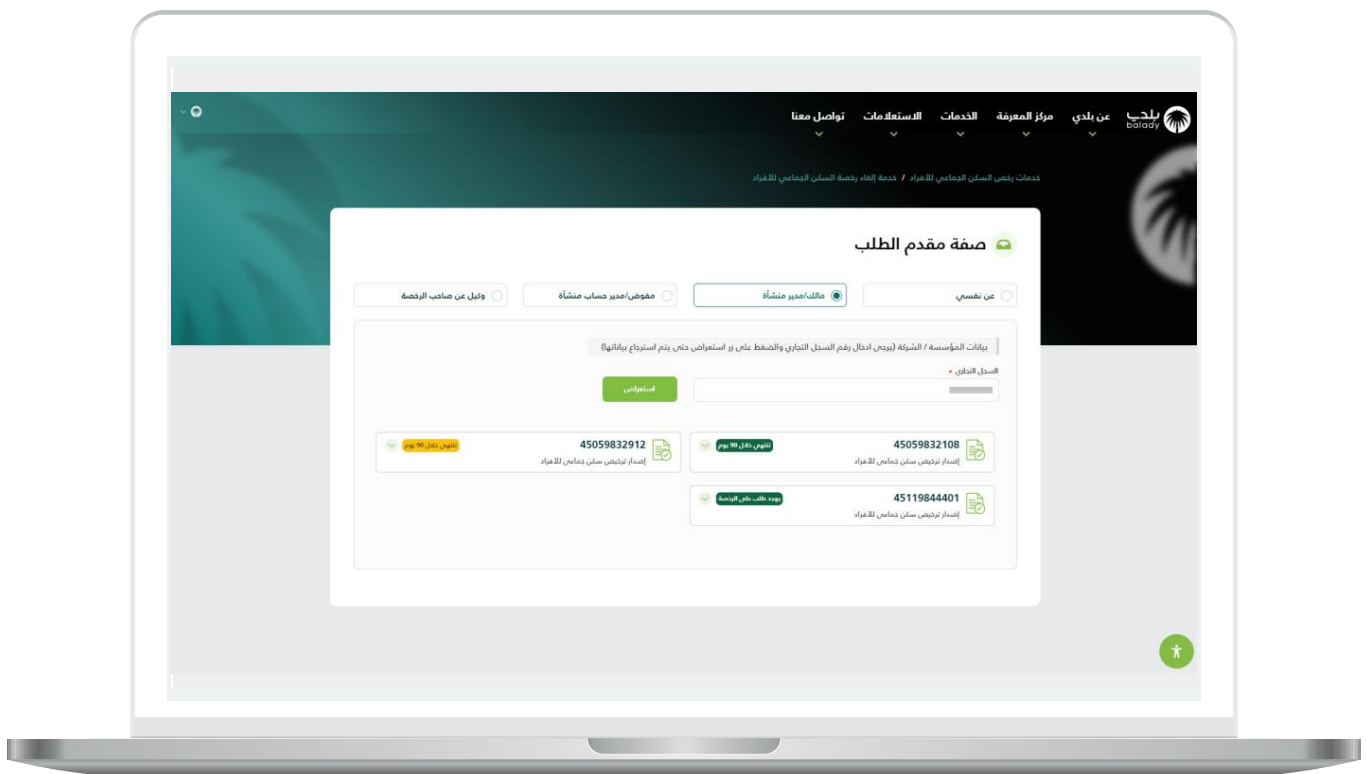 بلدي
balady
عن بلدي
مركز المعرفة
الخدمات
الاستعلامات
تواصل معنا
خدمات رخص السكن الجماعي للأفراد / خدمة إلغاء رخصة السكن الجماعي للأفراد
صفة مقدم الطلب
عن نفسي
مالك/مدير منشأة
مفوض/مدير حساب منشأة
وكيل عن صاحب الرخصة
بيانات المؤسسة / الشركة (يرجى ادخال رقم السجل التجاري والضغط على زر استعراض حتى يتم استرجاع بياناتها)
السجل التجاري *
استعراض
45059832108
تنتهي خلال 90 يوم
إصدار ترخيص سكن جماعي للأفراد
45059832912
تنتهي خلال 90 يوم
إصدار ترخيص سكن جماعي للأفراد
45119844401
يوجد طلب على الرخصة
إصدار ترخيص سكن جماعي للأفراد